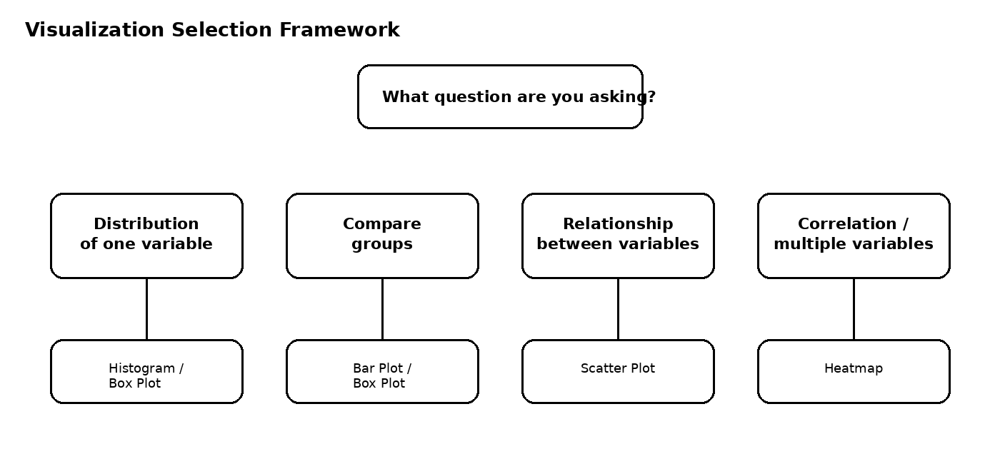 Visualization Selection Framework
What question are you asking?
Distribution
of one variable
Compare
groups
Relationship
between variables
Correlation /
multiple variables
Histogram /
Box Plot
Bar Plot /
Box Plot
Scatter Plot
Heatmap